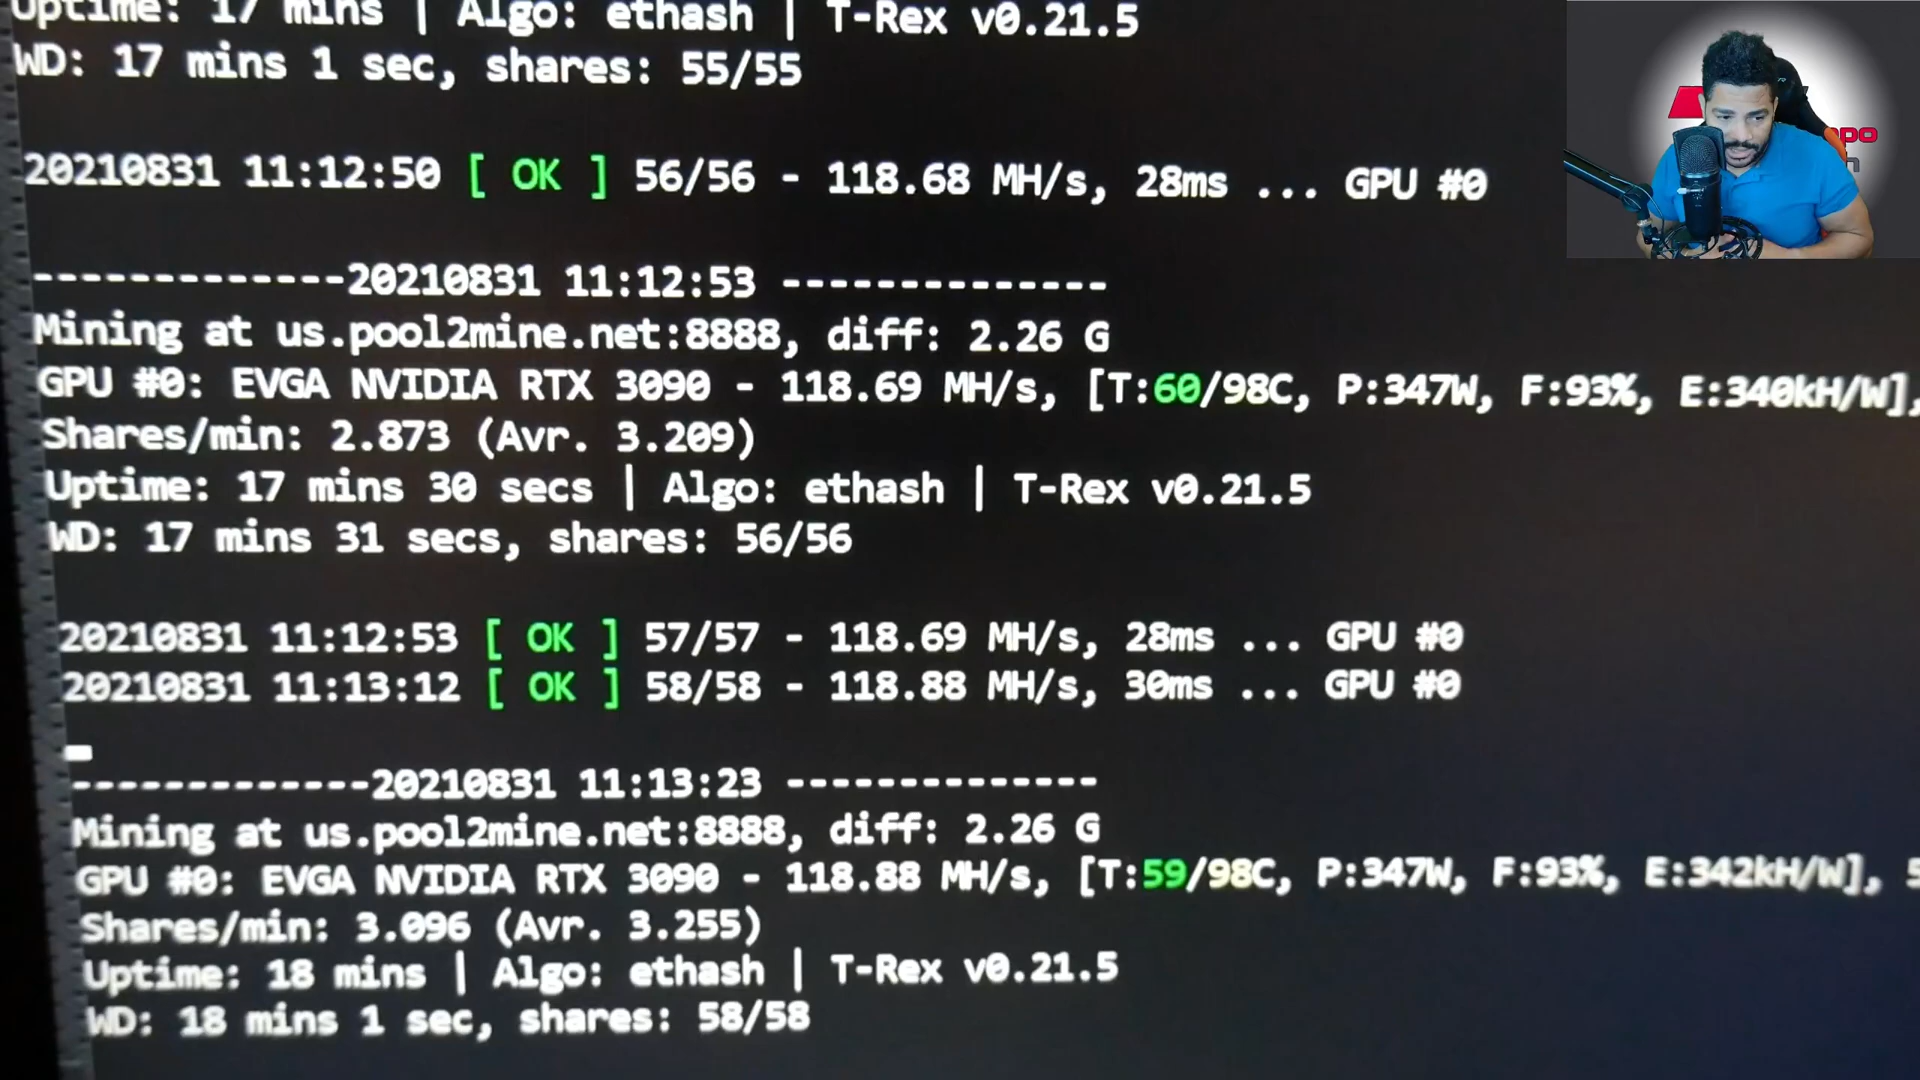 Uptime: 17 mins | Algo: ethash | T-Rex v0.21.5
WD: 17 mins 1 sec, shares: 55/55
20210831 11:12:50 [ OK ] 56/56 - 118.68 MH/s, 28ms ... GPU #0
-------------20210831 11:12:53 --------------
Mining at us.pool2mine.net:8888, diff: 2.26 G
GPU #0: EVGA NVIDIA RTX 3090 - 118.69 MH/s, [T:60/98C, P:347W, F:93%, E:340kH/W],
Shares/min: 2.873 (Avr. 3.209)
Uptime: 17 mins 30 secs | Algo: ethash | T-Rex v0.21.5
WD: 17 mins 31 secs, shares: 56/56
20210831 11:12:53 [ OK ] 57/57 - 118.69 MH/s, 28ms ... GPU #0
20210831 11:13:12 [ OK ] 58/58 - 118.88 MH/s, 30ms ... GPU #0
-------------20210831 11:13:23 --------------
Mining at us.pool2mine.net:8888, diff: 2.26 G
GPU #0: EVGA NVIDIA RTX 3090 - 118.88 MH/s, [T:59/98C, P:347W, F:93%, E:342kH/W], 5
Shares/min: 3.096 (Avr. 3.255)
Uptime: 18 mins | Algo: ethash | T-Rex v0.21.5
WD: 18 mins 1 sec, shares: 58/58